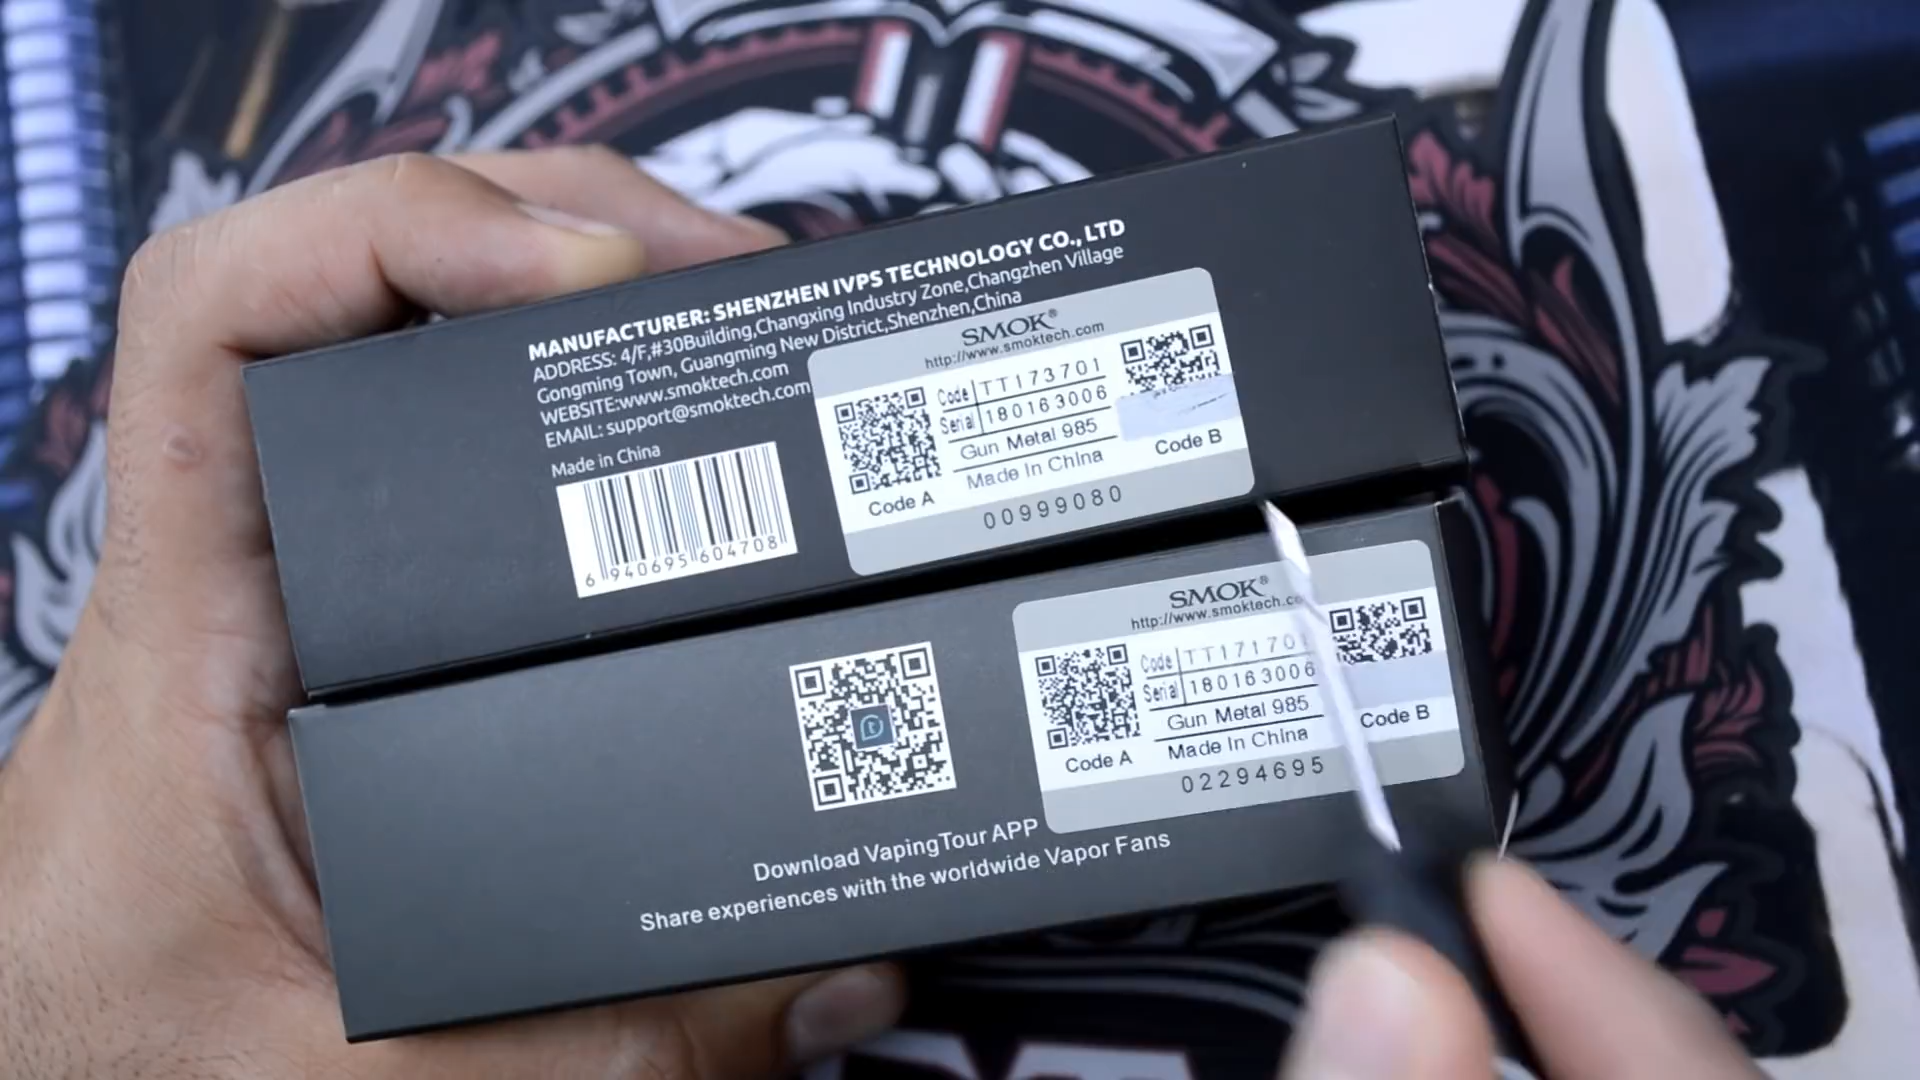 MANUFACTURER: SHENZHEN IVPS TECHNOLOGY CO., LTD
ADDRESS: 4/F,#30Building,Changxing Industry Zone,Changzhen Village
Gongming Town, Guangming New District,Shenzhen,China
WEBSITE:www.smoktech.com
EMAIL: support@smoktech.com
Made in China
6 940695 604708
SMOK®
http://www.smoktech.com
Code TT173701
Serial 180163006
Gun Metal 985
Made In China
Code A
Code B
00999080
SMOK®
http://www.smoktech.co
Code TT171701
Serial 180163006
Gun Metal 985
Made In China
Code A
Code B
02294695
Download VapingTour APP
Share experiences with the worldwide Vapor Fans